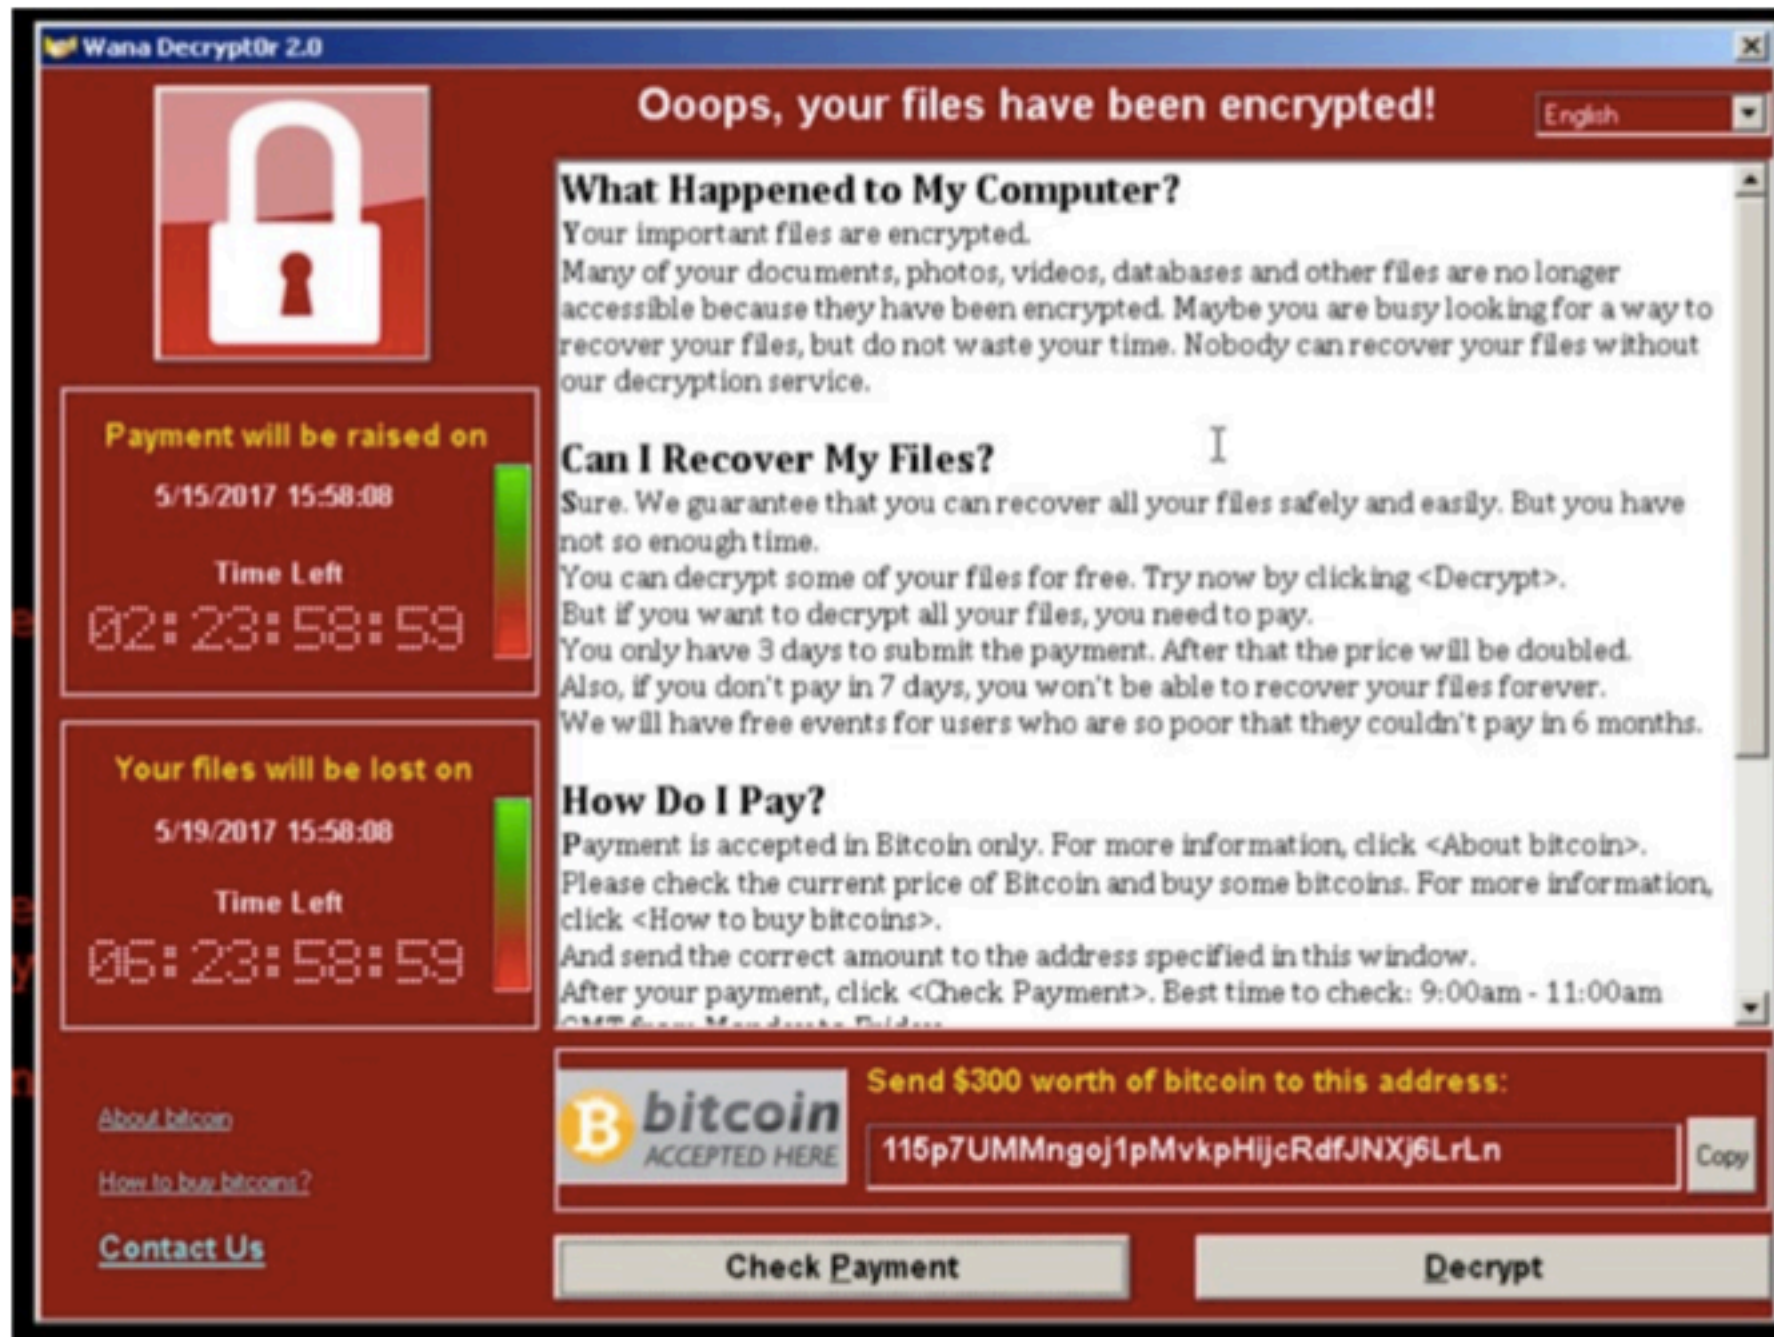 Wana Decrypt0r 2.0
Ooops, your files have been encrypted!
English
What Happened to My Computer?
Your important files are encrypted.
Many of your documents, photos, videos, databases and other files are no longer
accessible because they have been encrypted. Maybe you are busy looking for a way to
recover your files, but do not waste your time. Nobody can recover your files without
our decryption service.
Can I Recover My Files?
Sure. We guarantee that you can recover all your files safely and easily. But you have
not so enough time.
You can decrypt some of your files for free. Try now by clicking <Decrypt>.
But if you want to decrypt all your files, you need to pay.
You only have 3 days to submit the payment. After that the price will be doubled.
Also, if you don't pay in 7 days, you won't be able to recover your files forever.
We will have free events for users who are so poor that they couldn't pay in 6 months.
How Do I Pay?
Payment is accepted in Bitcoin only. For more information, click <About bitcoin>.
Please check the current price of Bitcoin and buy some bitcoins. For more information,
click <How to buy bitcoins>.
And send the correct amount to the address specified in this window.
After your payment, click <Check Payment>. Best time to check: 9:00am - 11:00am
GMT from Monday to Friday.
Payment will be raised on
5/15/2017 15:58:08
Time Left
02:23:58:59
Your files will be lost on
5/19/2017 15:58:08
Time Left
06:23:58:59
About bitcoin
How to buy bitcoins?
Contact Us
bitcoin
ACCEPTED HERE
Send $300 worth of bitcoin to this address:
115p7UMMngoj1pMvkpHijcRdfJNXj6LrLn
Copy
Check Payment
Decrypt